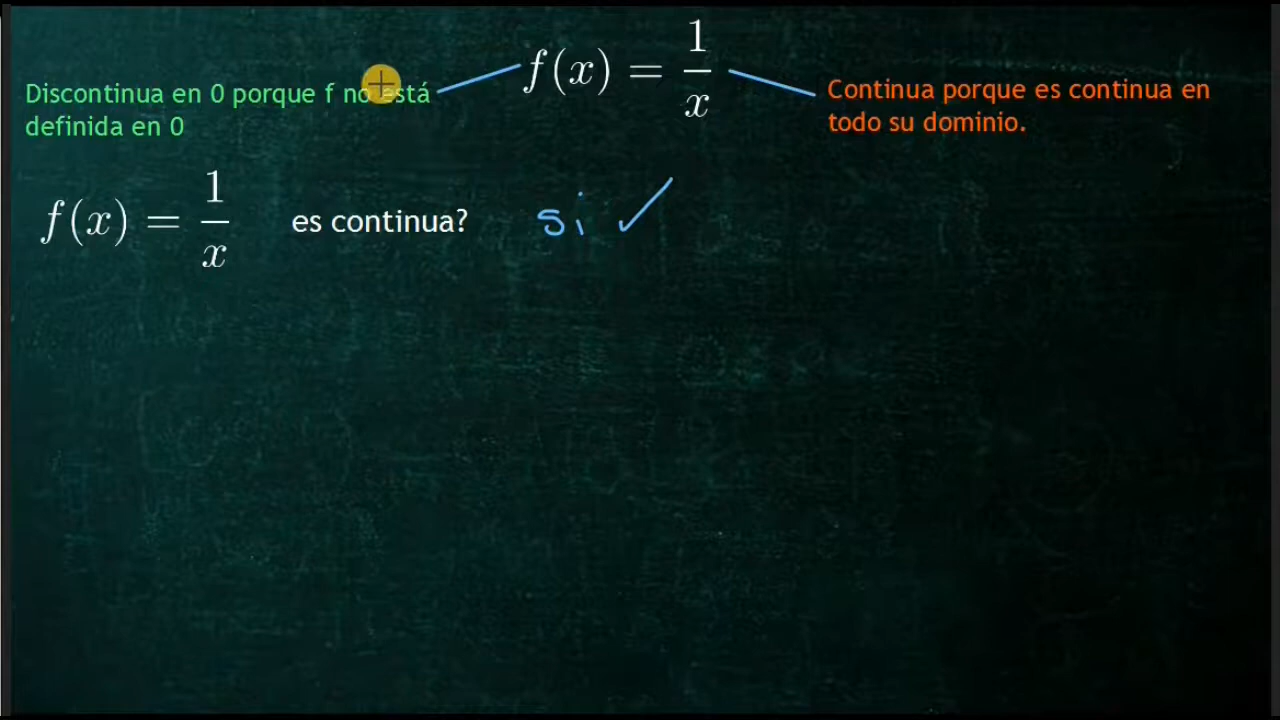 f(x) = 1/x
Discontinua en 0 porque f no está
definida en 0
Continua porque es continua en
todo su dominio.
f(x) = 1/x es continua? si ✓